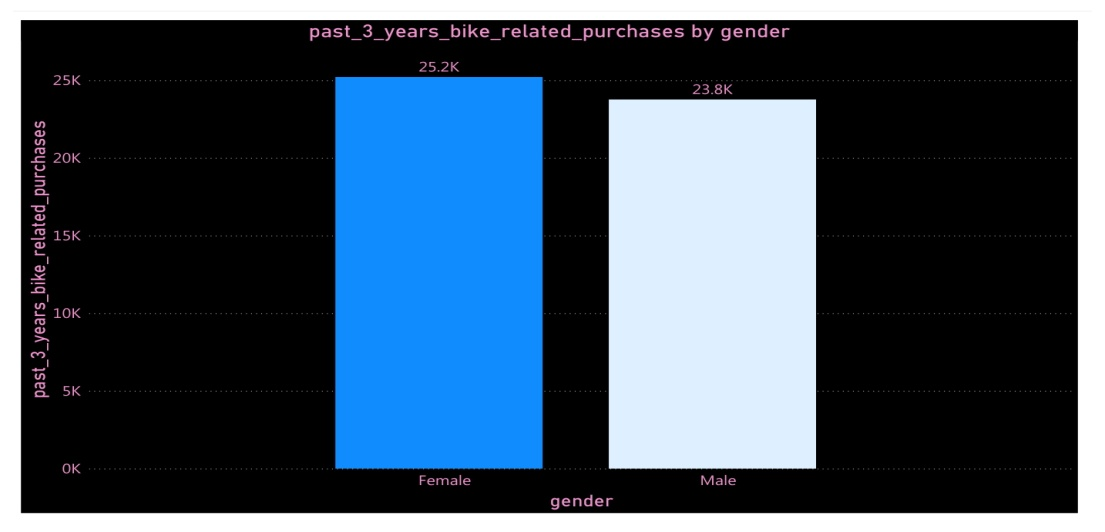 past_3_years_bike_related_purchases by gender
past_3_years_bike_related_purchases
25K
20K
15K
10K
5K
0K
25.2K
23.8K
Female
Male
gender